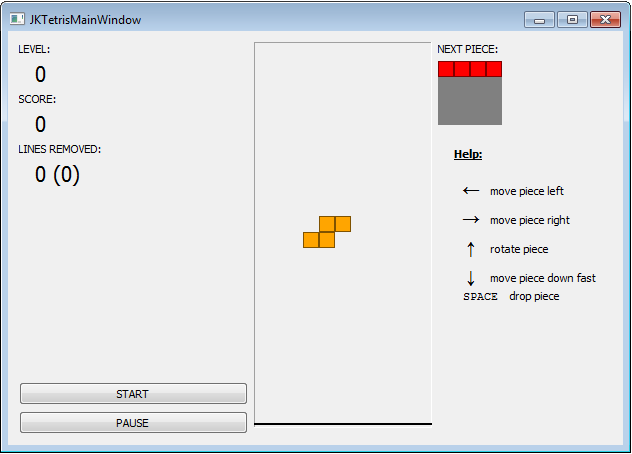 JKTetrisMainWindow
LEVEL:
0
SCORE:
0
LINES REMOVED:
0 (0)
START
PAUSE
NEXT PIECE:
Help:
← move piece left
→ move piece right
↑ rotate piece
↓ move piece down fast
SPACE drop piece